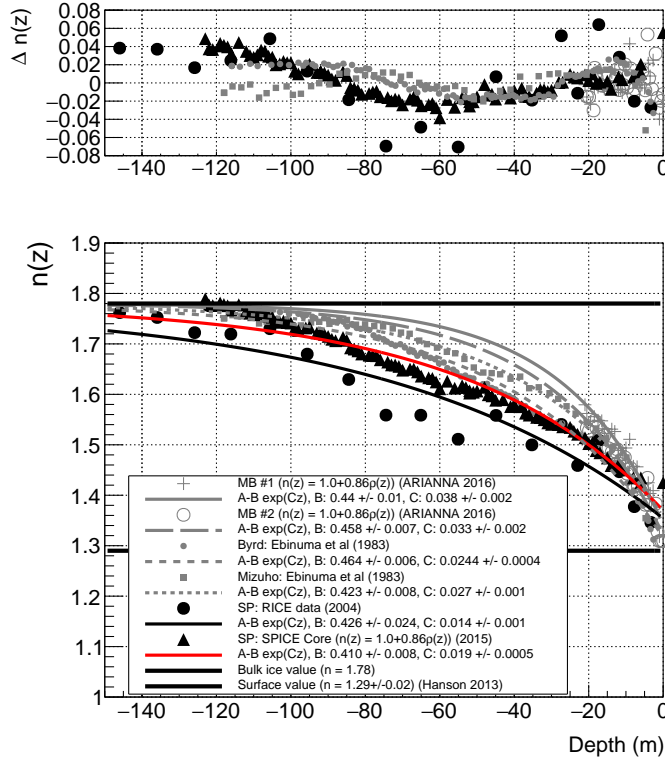 Δ n(z)
0.08
0.06
0.04
0.02
0
−0.02
−0.04
−0.06
−0.08
−140 −120 −100 −80 −60 −40 −20 0
n(z)
1.9
1.8
1.7
1.6
1.5
1.4
1.3
1.2
1.1
1
MB #1 (n(z) = 1.0+0.86ρ(z)) (ARIANNA 2016)
A-B exp(Cz), B: 0.44 +/- 0.01, C: 0.038 +/- 0.002
MB #2 (n(z) = 1.0+0.86ρ(z)) (ARIANNA 2016)
A-B exp(Cz), B: 0.458 +/- 0.007, C: 0.033 +/- 0.002
Byrd: Ebinuma et al (1983)
A-B exp(Cz), B: 0.464 +/- 0.006, C: 0.0244 +/- 0.0004
Mizuho: Ebinuma et al (1983)
A-B exp(Cz), B: 0.423 +/- 0.008, C: 0.027 +/- 0.001
SP: RICE data (2004)
A-B exp(Cz), B: 0.426 +/- 0.024, C: 0.014 +/- 0.001
SP: SPICE Core (n(z) = 1.0+0.86ρ(z)) (2015)
A-B exp(Cz), B: 0.410 +/- 0.008, C: 0.019 +/- 0.0005
Bulk ice value (n = 1.78)
Surface value (n = 1.29+/-0.02) (Hanson 2013)
−140 −120 −100 −80 −60 −40 −20 0
Depth (m)